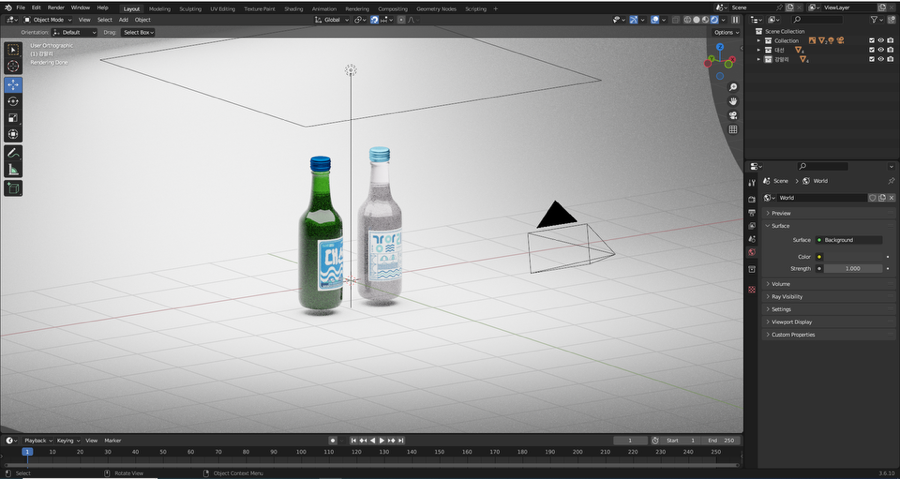 File Edit Render Window Help Layout Modeling Sculpting UV Editing Texture Paint Shading Animation Rendering Compositing Geometry Nodes Scripting + Scene ViewLayer
Object Mode View Select Add Object Global
Orientation: Default Drag: Select Box Options
User Orthographic
(1) 강알리
Rendering Done
Z
Scene Collection
Collection
대선
강알리
Scene > World
World
Preview
Surface
Surface Background
Color
Strength 1.000
Volume
Ray Visibility
Settings
Viewport Display
Custom Properties
Playback Keying View Marker 1 Start 1 End 250
1 10 20 30 40 50 60 70 80 90 100 110 120 130 140 150 160 170 180 190 200 210 220 230 240 250
Select Rotate View Object Context Menu 3.6.10